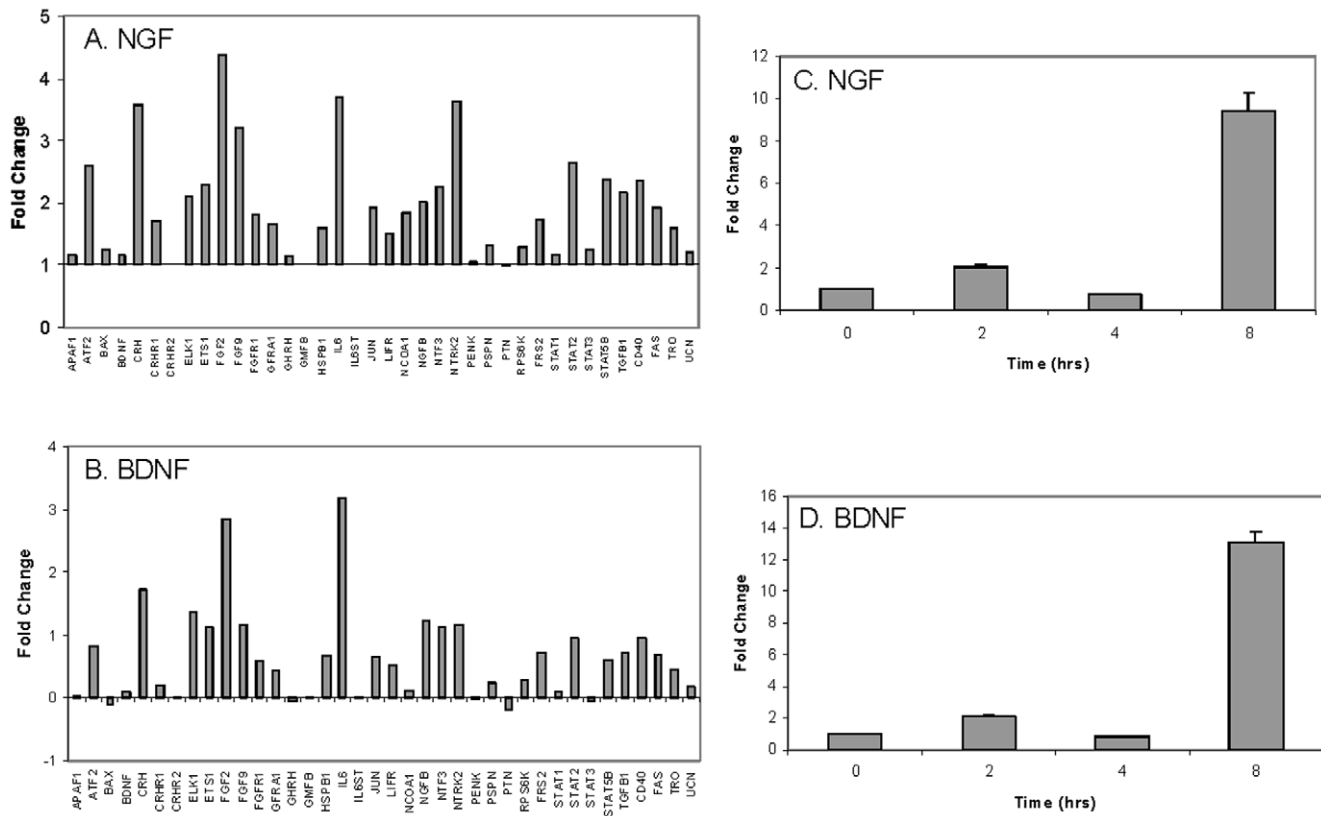 A. NGF
Fold Change
5
4
3
2
1
0
APAF1
ATF2
BAX
BDNF
CRH
CRHR1
CRHR2
ELK1
ETS1
FGF2
FGF9
FGFR1
GFRA1
GHRH
GMFB
HSPB1
IL6
IL6ST
JUN
LIFR
NCOA1
NGFB
NTF3
NTRK2
PENK
PSPN
PTN
RPS6K
FRS2
STAT1
STAT2
STAT3
STAT5B
TGFB1
CD40
FAS
TRO
UCN
C. NGF
Fold Change
12
10
8
6
4
2
0
0 2 4 8
Time (hrs)
B. BDNF
Fold Change
4
3
2
1
0
-1
APAF1
ATF2
BAX
BDNF
CRH
CRHR1
CRHR2
ELK1
ETS1
FGF2
FGF9
FGFR1
GFRA1
GHRH
GMFB
HSPB1
IL6
IL6ST
JUN
LIFR
NCOA1
NGFB
NTF3
NTRK2
PENK
PSPN
PTN
RPS6K
FRS2
STAT1
STAT2
STAT3
STAT5B
TGFB1
CD40
FAS
TRO
UCN
D. BDNF
Fold Change
16
14
12
10
8
6
4
2
0
0 2 4 8
Time (hrs)